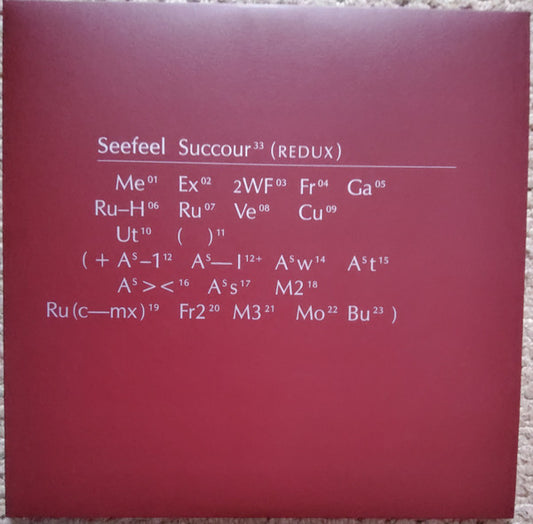 Seefeel Succour³³ (REDUX)
Me⁰¹ Ex⁰² 2WF⁰³ Fr⁰⁴ Ga⁰⁵
Ru–H⁰⁶ Ru⁰⁷ Ve⁰⁸ Cu⁰⁹
Ut¹⁰ ( )¹¹
( + Aˢ–1¹² Aˢ—I¹²⁺ Aˢw¹⁴ Aˢt¹⁵
Aˢ ><¹⁶ Aˢs¹⁷ M2¹⁸
Ru(c—mx)¹⁹ Fr2²⁰ M3²¹ Mo²² Bu²³ )